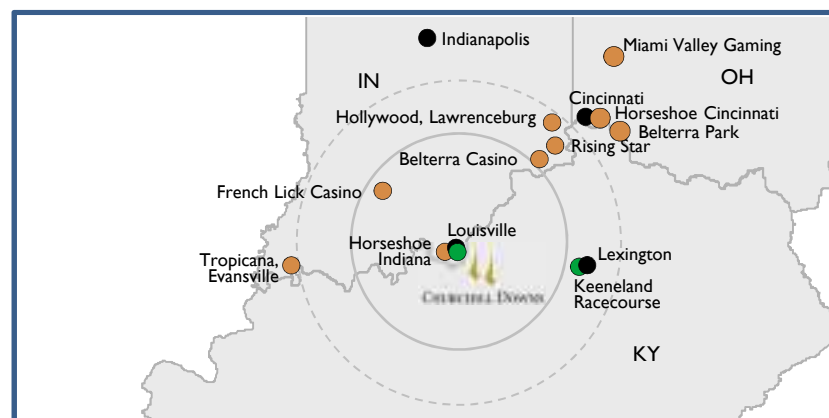 Indianapolis
Miami Valley Gaming
IN
OH
Cincinnati
Hollywood, Lawrenceburg
Horseshoe Cincinnati
Belterra Park
Rising Star
Belterra Casino
French Lick Casino
Louisville
Horseshoe
Indiana
Tropicana,
Evansville
Lexington
Keeneland
Racecourse
CHURCHILL DOWNS
KY